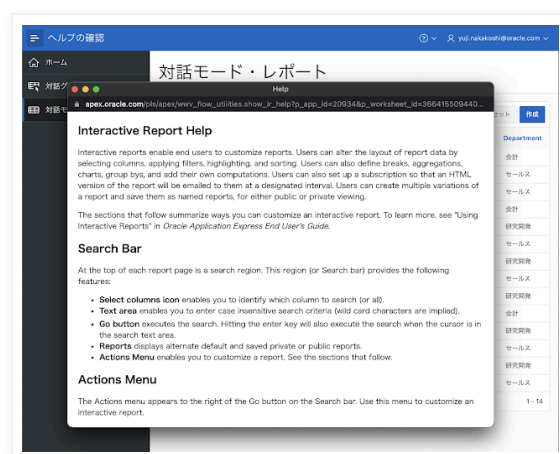 ヘルプの確認
yuji.nakakoshi@oracle.com
ホーム
対話モード・レポート
対話
対話モ
Help
apex.oracle.com/pls/apex/wwv_flow_utilities.show_ir_help?p_app_id=20934&p_worksheet_id=366415509440...
セット
作成
Interactive Report Help
Interactive reports enable end users to customize reports. Users can alter the layout of report data by
selecting columns, applying filters, highlighting, and sorting. Users can also define breaks, aggregations,
charts, group bys, and add their own computations. Users can also set up a subscription so that an HTML
version of the report will be emailed to them at a designated interval. Users can create multiple variations of
a report and save them as named reports, for either public or private viewing.
The sections that follow summarize ways you can customize an interactive report. To learn more, see "Using
Interactive Reports" in Oracle Application Express End User's Guide.
Search Bar
At the top of each report page is a search region. This region (or Search bar) provides the following
features:
• Select columns icon enables you to identify which column to search (or all).
• Text area enables you to enter case insensitive search criteria (wild card characters are implied).
• Go button executes the search. Hitting the enter key will also execute the search when the cursor is in
the search text area.
• Reports displays alternate default and saved private or public reports.
• Actions Menu enables you to customize a report. See the sections that follow.
Actions Menu
The Actions menu appears to the right of the Go button on the Search bar. Use this menu to customize an
interactive report.
Department
会計
セールス
セールス
会計
研究開発
セールス
研究開発
セールス
研究開発
会計
研究開発
セールス
研究開発
セールス
1 - 14